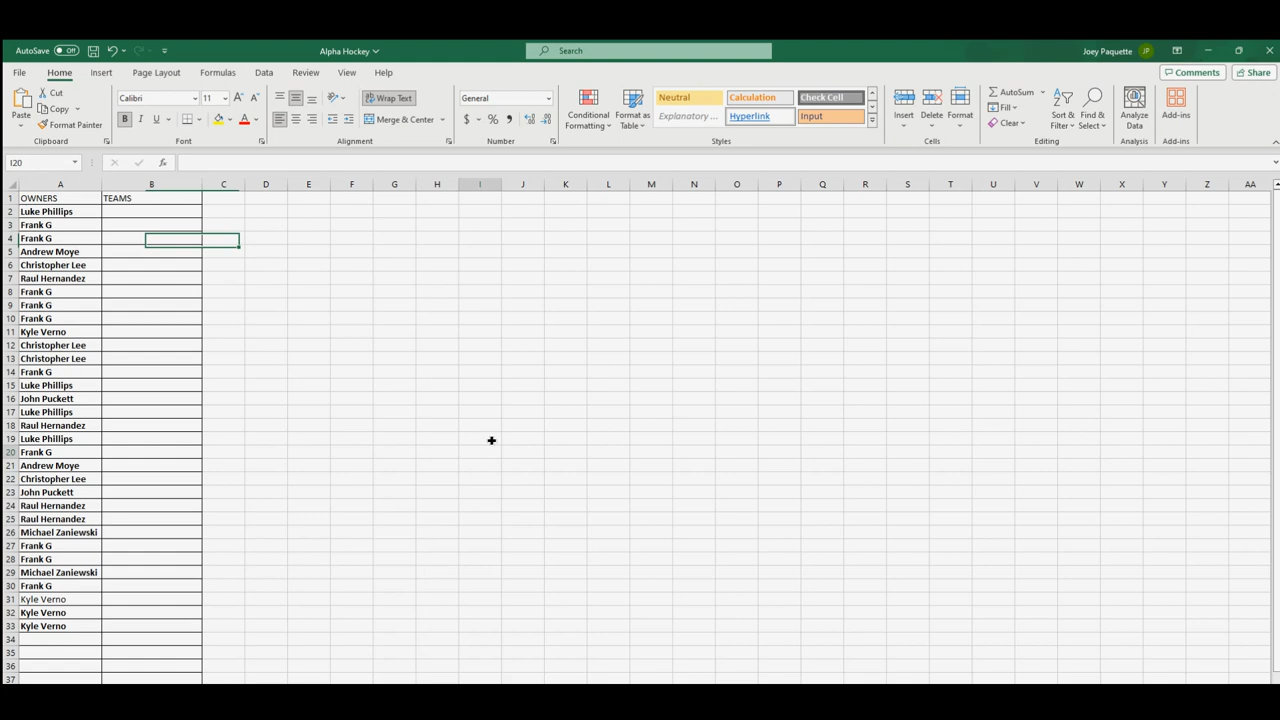 AutoSave Off Alpha Hockey Search Joey Paquette JP
File Home Insert Page Layout Formulas Data Review View Help Comments Share
Paste Cut Copy Format Painter Clipboard
Calibri 11 A A B I U A Font
Wrap Text Merge & Center Alignment
General $ % 9 Number
Conditional Formatting Format as Table Neutral Calculation Check Cell Explanatory ... Hyperlink Input Styles
Insert Delete Format Cells
AutoSum Fill Clear Sort & Filter Find & Select Editing
Analyze Data Analysis
Add-ins Add-ins
I20 fx
A B C D E F G H I J K L M N O P Q R S T U V W X Y Z AA
1 OWNERS TEAMS
2 Luke Phillips
3 Frank G
4 Frank G
5 Andrew Moye
6 Christopher Lee
7 Raul Hernandez
8 Frank G
9 Frank G
10 Frank G
11 Kyle Verno
12 Christopher Lee
13 Christopher Lee
14 Frank G
15 Luke Phillips
16 John Puckett
17 Luke Phillips
18 Raul Hernandez
19 Luke Phillips
20 Frank G
21 Andrew Moye
22 Christopher Lee
23 John Puckett
24 Raul Hernandez
25 Raul Hernandez
26 Michael Zaniewski
27 Frank G
28 Frank G
29 Michael Zaniewski
30 Frank G
31 Kyle Verno
32 Kyle Verno
33 Kyle Verno
34
35
36
37